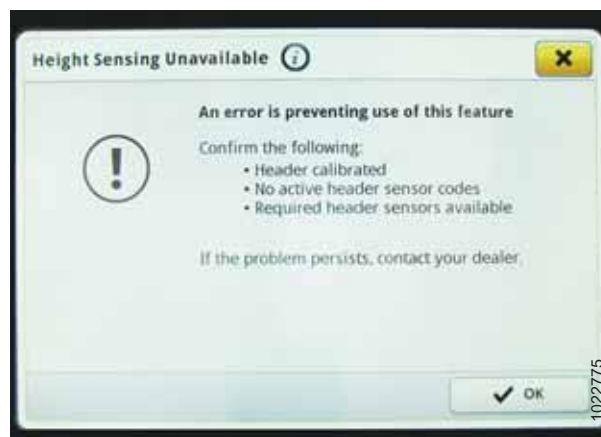 Height Sensing Unavailable
An error is preventing use of this feature
Confirm the following:
• Header calibrated
• No active header sensor codes
• Required header sensors available
If the problem persists, contact your dealer.
OK
1022775